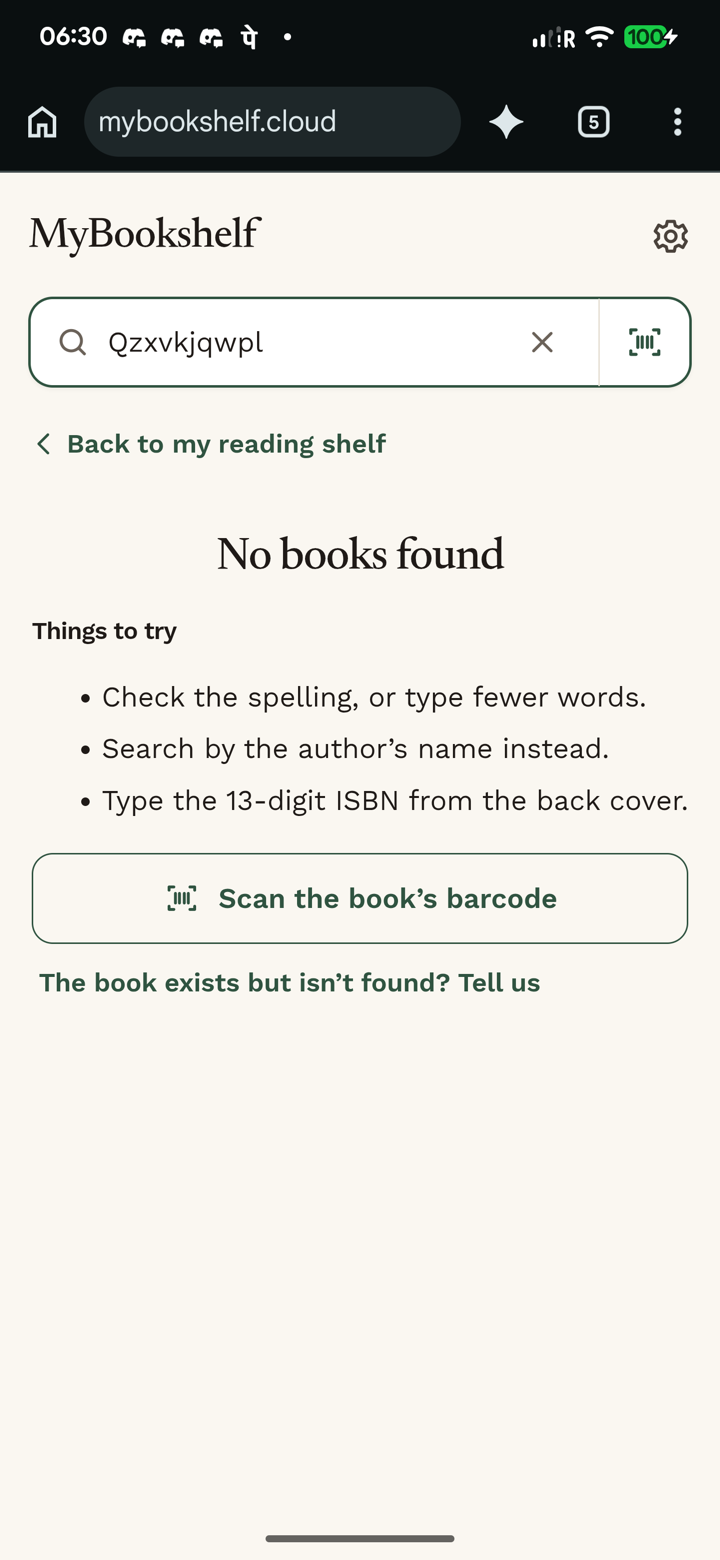 06:30 पे R 100
mybookshelf.cloud 5
MyBookshelf
Qzxvkjqwpl
Back to my reading shelf
No books found
Things to try
• Check the spelling, or type fewer words.
• Search by the author’s name instead.
• Type the 13-digit ISBN from the back cover.
Scan the book’s barcode
The book exists but isn’t found? Tell us